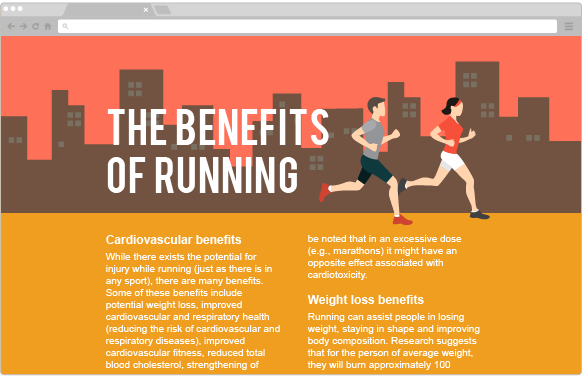 THE BENEFITS
OF RUNNING
Cardiovascular benefits
While there exists the potential for
injury while running (just as there is in
any sport), there are many benefits.
Some of these benefits include
potential weight loss, improved
cardiovascular and respiratory health
(reducing the risk of cardiovascular and
respiratory diseases), improved
cardiovascular fitness, reduced total
blood cholesterol, strengthening of
be noted that in an excessive dose
(e.g., marathons) it might have an
opposite effect associated with
cardiotoxicity.
Weight loss benefits
Running can assist people in losing
weight, staying in shape and improving
body composition. Research suggests
that for the person of average weight,
they will burn approximately 100